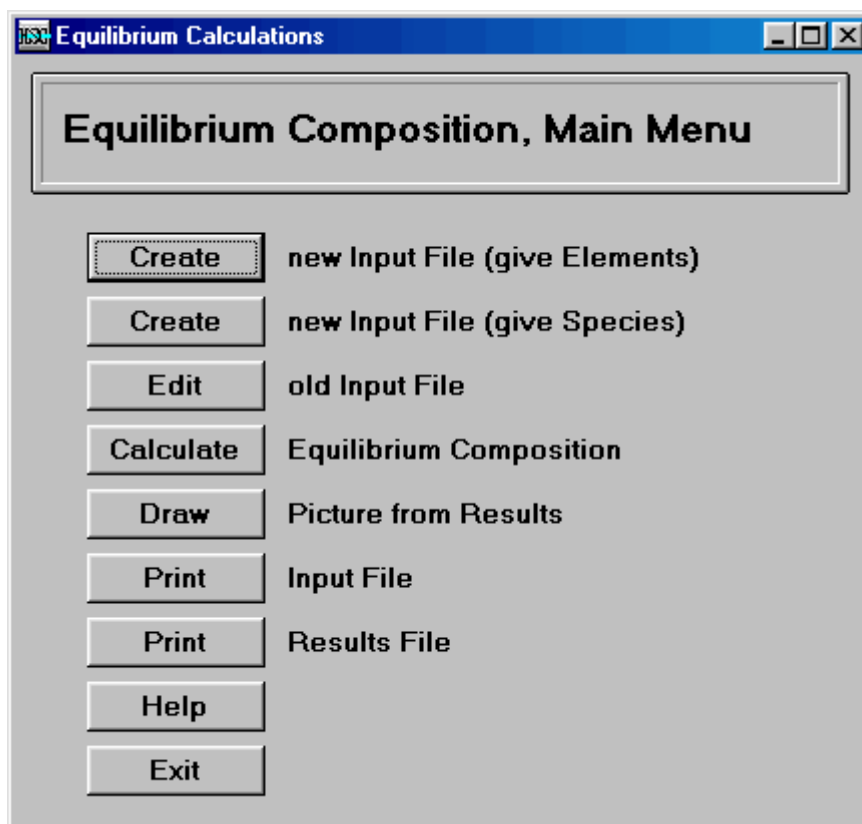 HSC Equilibrium Calculations
Equilibrium Composition, Main Menu
Create new Input File (give Elements)
Create new Input File (give Species)
Edit old Input File
Calculate Equilibrium Composition
Draw Picture from Results
Print Input File
Print Results File
Help
Exit